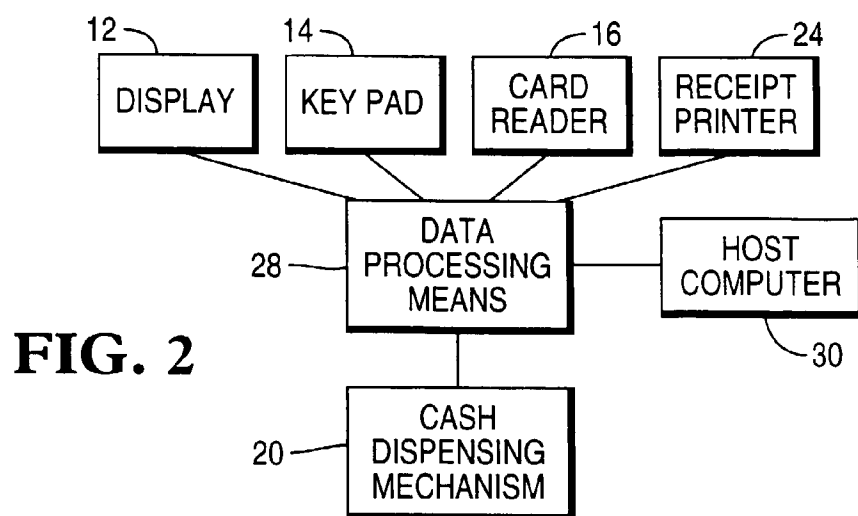 12
14
16
24
DISPLAY
KEY PAD
CARD
READER
RECEIPT
PRINTER
28
DATA
PROCESSING
MEANS
HOST
COMPUTER
30
FIG. 2
20
CASH
DISPENSING
MECHANISM